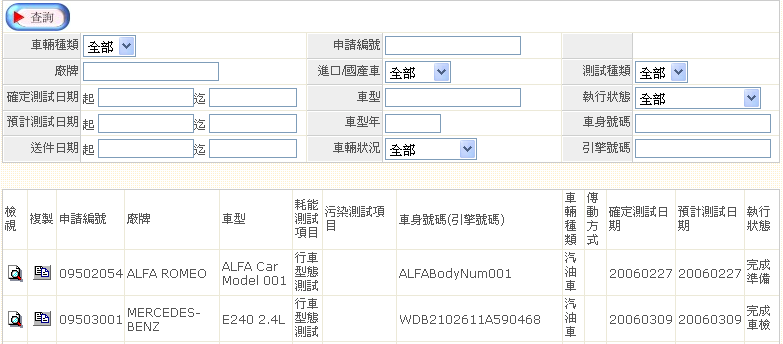 查詢
車輛種類 全部 申請編號
廠牌 進口/國產車 全部 測試種類 全部
確定測試日期 起 迄 車型 執行狀態 全部
預計測試日期 起 迄 車型年 車身號碼
送件日期 起 迄 車輛狀況 全部 引擎號碼
檢視 複製 申請編號 廠牌 車型 耗能測試項目 污染測試項目 車身號碼(引擎號碼) 車輛種類 傳動方式 確定測試日期 預計測試日期 執行狀態
09502054 ALFA ROMEO ALFA Car Model 001 行車型態測試 ALFABodyNum001 汽油車 20060227 20060227 完成準備
09503001 MERCEDES-BENZ E240 2.4L 行車型態測試 WDB2102611A590468 汽油車 20060309 20060309 完成車檢